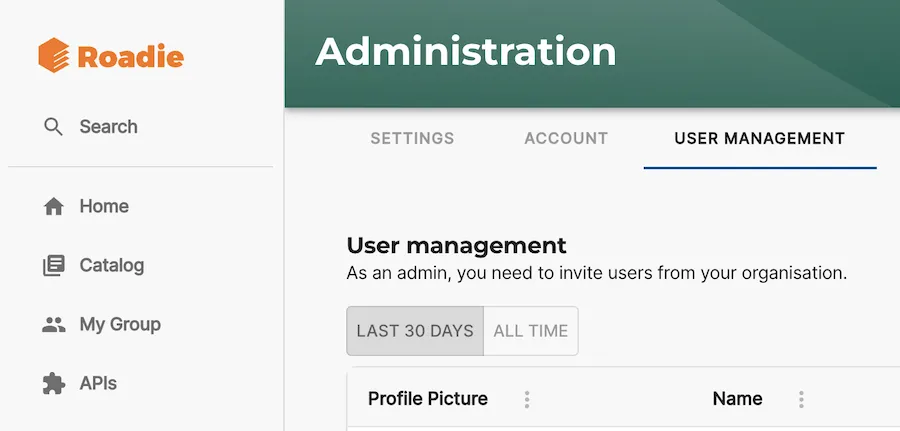 Roadie
Search
Home
Catalog
My Group
APIs
Administration
SETTINGS
ACCOUNT
USER MANAGEMENT
User management
As an admin, you need to invite users from your organisation.
LAST 30 DAYS
ALL TIME
Profile Picture
Name